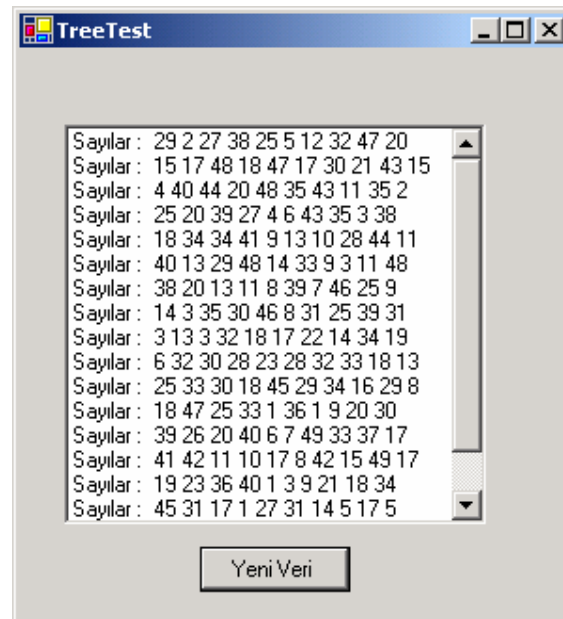 TreeTest
Sayılar : 29 2 27 38 25 5 12 32 47 20
Sayılar : 15 17 48 18 47 17 30 21 43 15
Sayılar : 4 40 44 20 48 35 43 11 35 2
Sayılar : 25 20 39 27 4 6 43 35 3 38
Sayılar : 18 34 34 41 9 13 10 28 44 11
Sayılar : 40 13 29 48 14 33 9 3 11 48
Sayılar : 38 20 13 11 8 39 7 46 25 9
Sayılar : 14 3 35 30 46 8 31 25 39 31
Sayılar : 3 13 3 32 18 17 22 14 34 19
Sayılar : 6 32 30 28 23 28 32 33 18 13
Sayılar : 25 33 30 18 45 29 34 16 29 8
Sayılar : 18 47 25 33 1 36 1 9 20 30
Sayılar : 39 26 20 40 6 7 49 33 37 17
Sayılar : 41 42 11 10 17 8 42 15 49 17
Sayılar : 19 23 36 40 1 3 9 21 18 34
Sayılar : 45 31 17 1 27 31 14 5 17 5
Yeni Veri